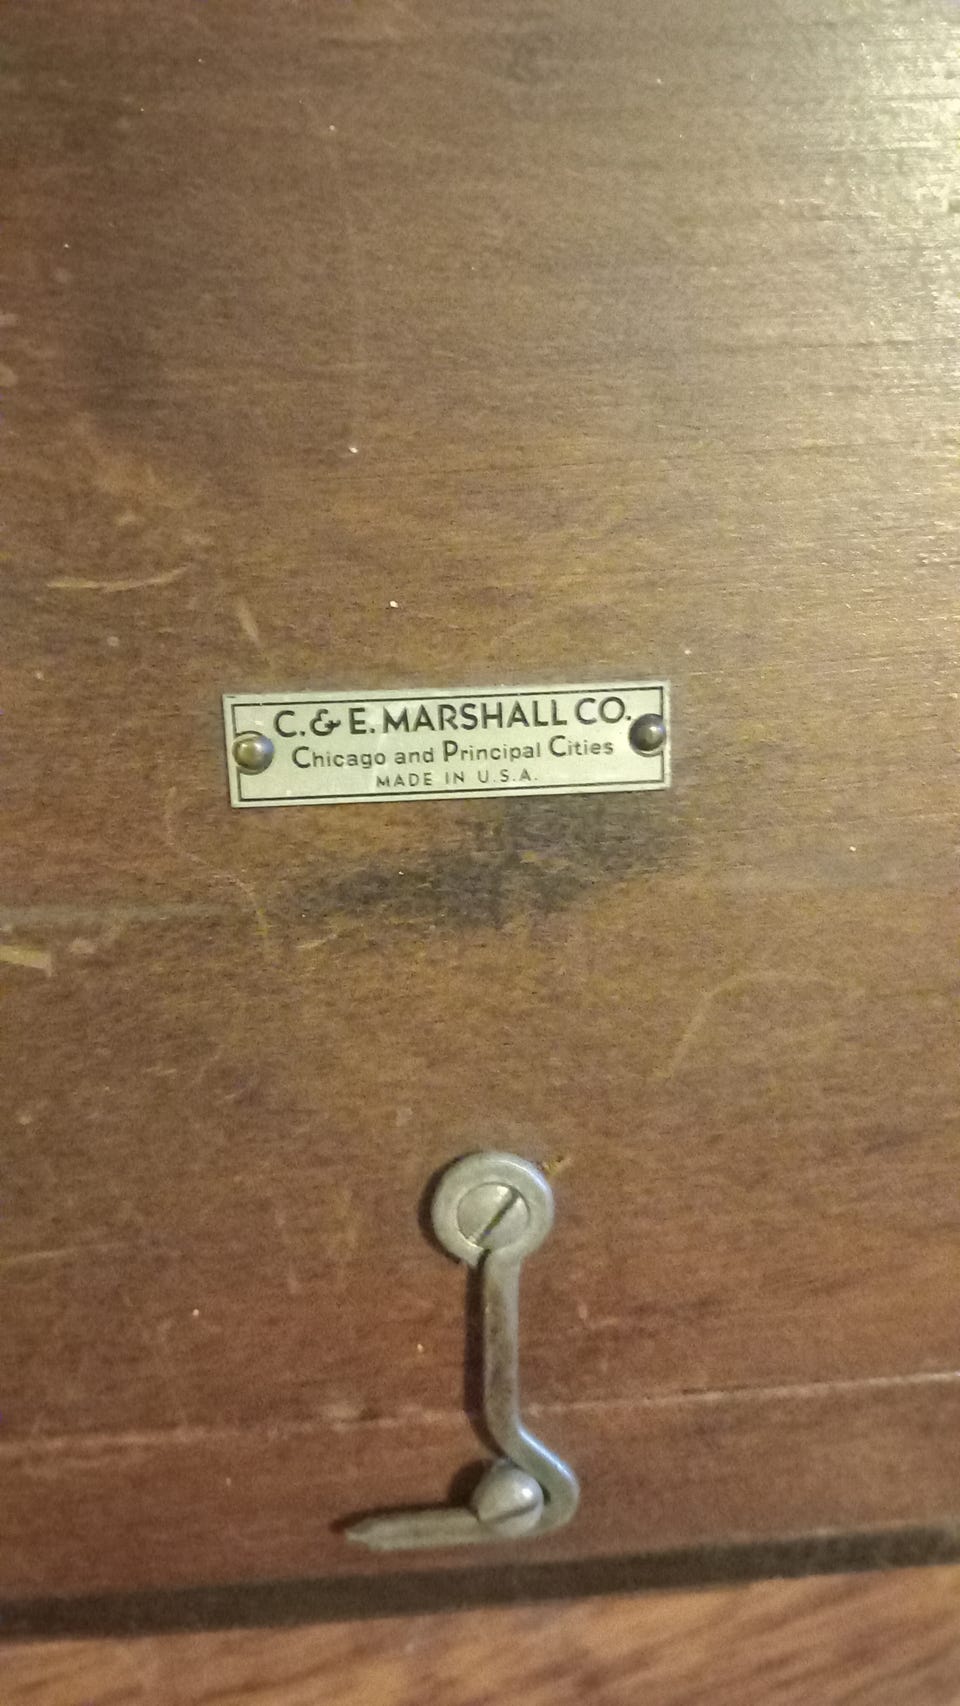 C. & E. MARSHALL CO.
Chicago and Principal Cities
MADE IN U.S.A.